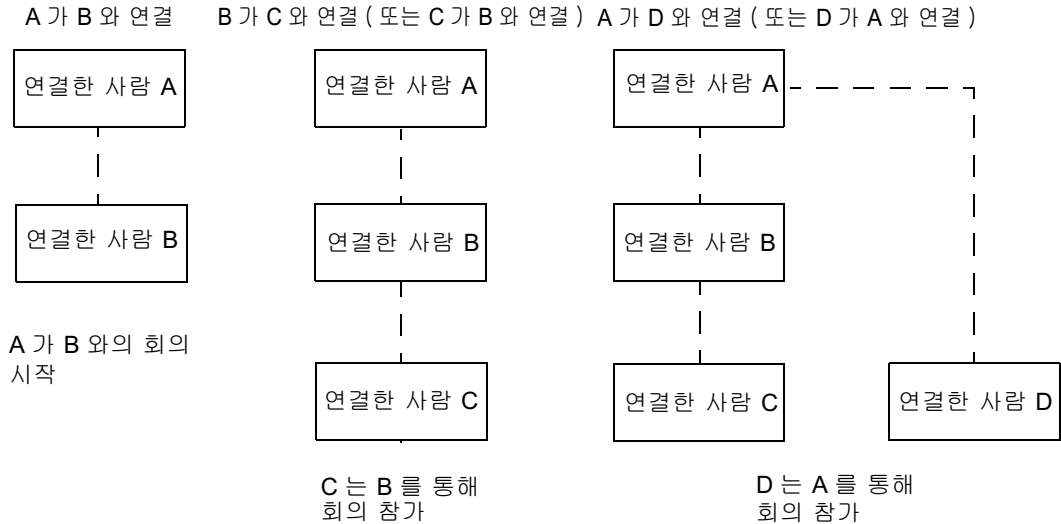 A 가 B 와 연결
B 가 C 와 연결 ( 또는 C 가 B 와 연결 )
A 가 D 와 연결 ( 또는 D 가 A 와 연결 )
연결한 사람 A
연결한 사람 A
연결한 사람 A
연결한 사람 B
연결한 사람 B
연결한 사람 B
A 가 B 와의 회의
시작
연결한 사람 C
연결한 사람 C
연결한 사람 D
C 는 B 를 통해
회의 참가
D 는 A 를 통해
회의 참가